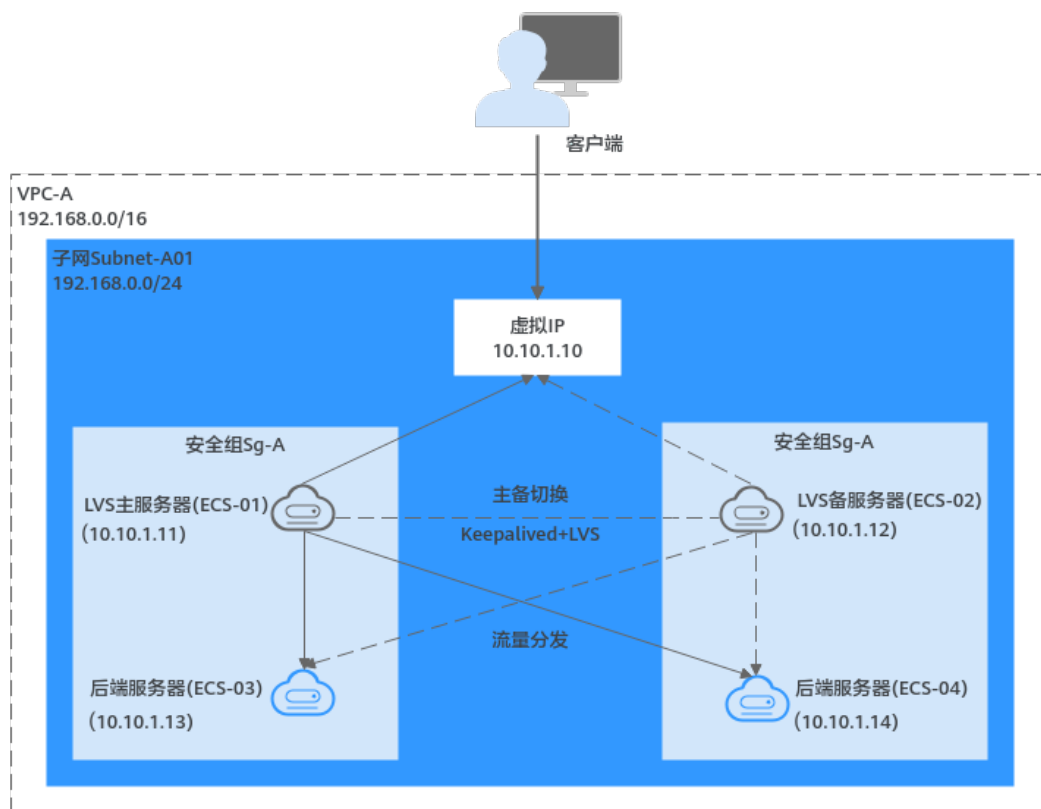 客户端
VPC-A
192.168.0.0/16
子网Subnet-A01
192.168.0.0/24
虚拟IP
10.10.1.10
安全组Sg-A
安全组Sg-A
LVS主服务器(ECS-01)
(10.10.1.11)
主备切换
Keepalived+LVS
LVS备服务器(ECS-02)
(10.10.1.12)
流量分发
后端服务器(ECS-03)
(10.10.1.13)
后端服务器(ECS-04)
(10.10.1.14)